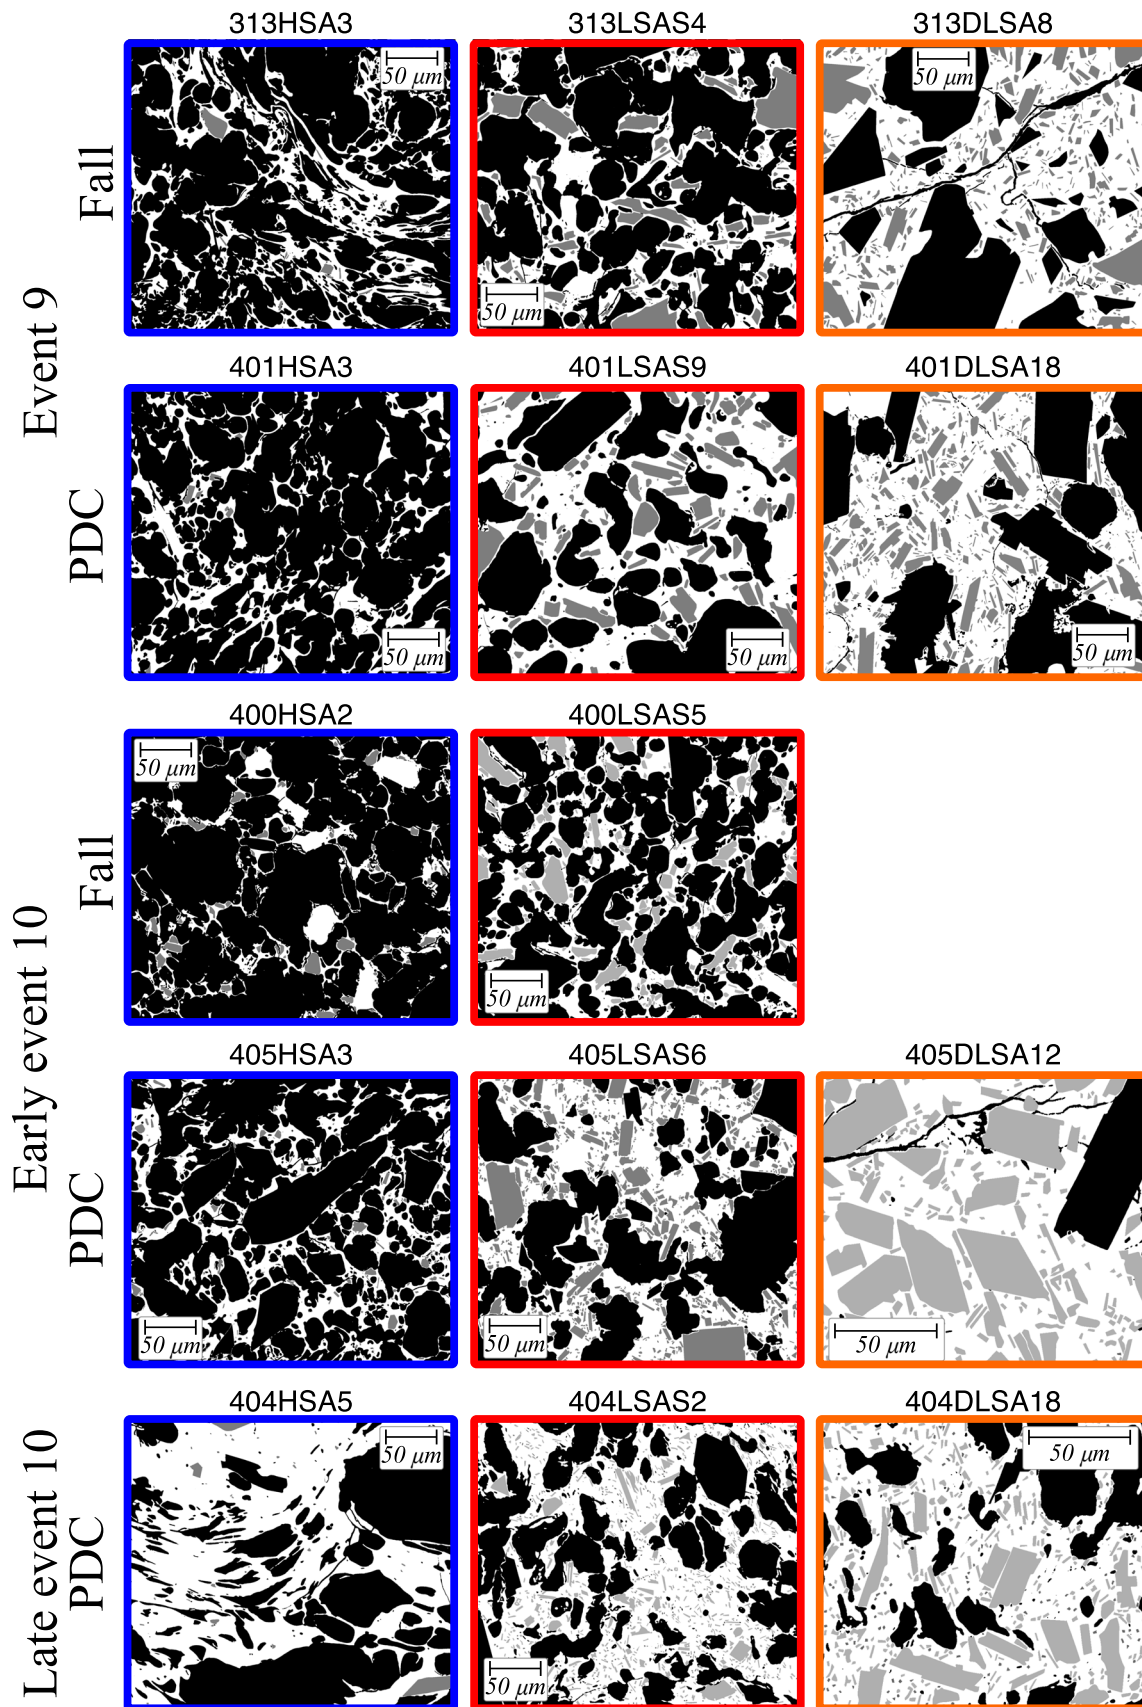 313HSA3
313LSAS4
313DLSA8
50 μm
50 μm
50 μm
Event 9
Fall
401HSA3
401LSAS9
401DLSA18
PDC
50 μm
50 μm
50 μm
400HSA2
400LSAS5
50 μm
50 μm
Early event 10
Fall
405HSA3
405LSAS6
405DLSA12
PDC
50 μm
50 μm
50 μm
404HSA5
404LSAS2
404DLSA18
50 μm
50 μm
50 μm
Late event 10
PDC